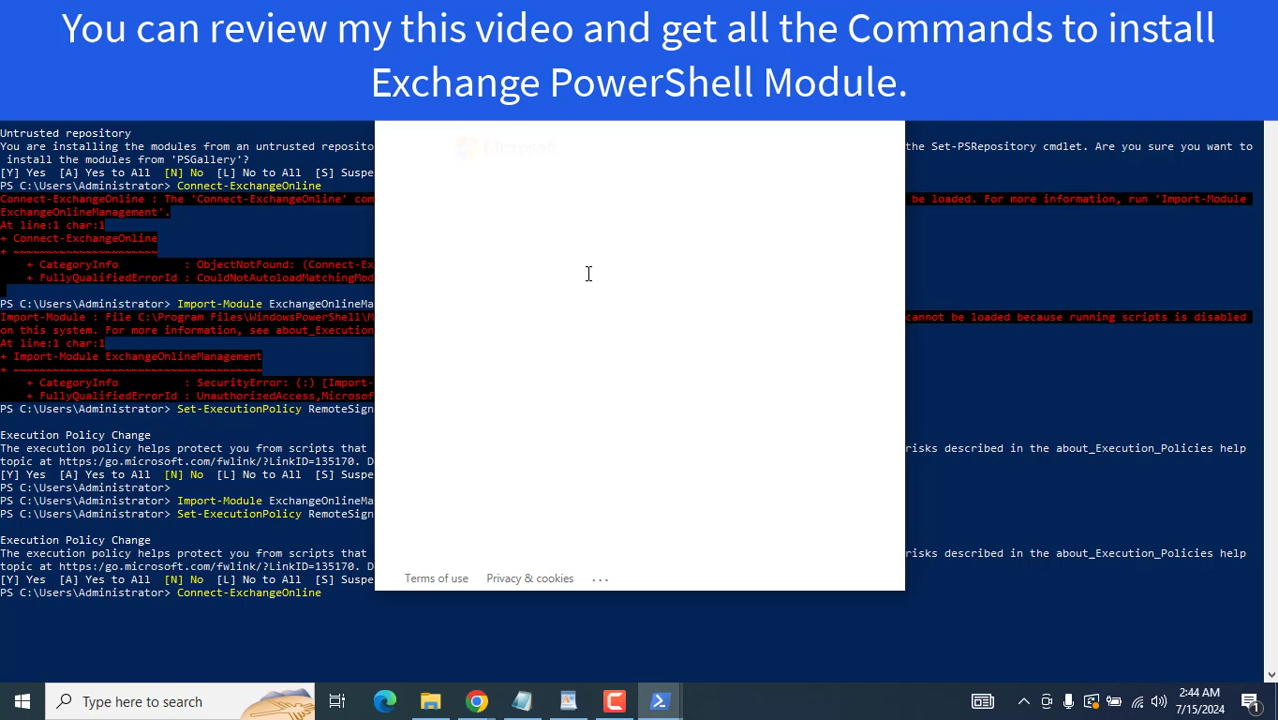 You can review my this video and get all the Commands to install
Exchange PowerShell Module.
Untrusted repository
You are installing the modules from an untrusted reposito the Set-PSRepository cmdlet. Are you sure you want to
install the modules from 'PSGallery'?
[Y] Yes [A] Yes to All [N] No [L] No to All [S] Suspe
PS C:\Users\Administrator> Connect-ExchangeOnline
Connect-ExchangeOnline : The 'Connect-ExchangeOnline' com be loaded. For more information, run 'Import-Module
ExchangeOnlineManagement'.
At line:1 char:1
+ Connect-ExchangeOnline
+ ~~~~~~~~~~~~~~~~~~~~~~
+ CategoryInfo : ObjectNotFound: (Connect-Ex
+ FullyQualifiedErrorId : CouldNotAutoloadMatchingMod
PS C:\Users\Administrator> Import-Module ExchangeOnlineMa
Import-Module : File C:\Program Files\WindowsPowerShell\M cannot be loaded because running scripts is disabled
on this system. For more information, see about_Execution
At line:1 char:1
+ Import-Module ExchangeOnlineManagement
+ ~~~~~~~~~~~~~~~~~~~~~~~~~~~~~~~~~~~~~~
+ CategoryInfo : SecurityError: (:) [Import-
+ FullyQualifiedErrorId : UnauthorizedAccess,Microsof
PS C:\Users\Administrator> Set-ExecutionPolicy RemoteSign
Execution Policy Change
The execution policy helps protect you from scripts that risks described in the about_Execution_Policies help
topic at https:/go.microsoft.com/fwlink/?LinkID=135170. D
[Y] Yes [A] Yes to All [N] No [L] No to All [S] Suspe
PS C:\Users\Administrator>
PS C:\Users\Administrator> Import-Module ExchangeOnlineMa
PS C:\Users\Administrator> Set-ExecutionPolicy RemoteSign
Execution Policy Change
The execution policy helps protect you from scripts that risks described in the about_Execution_Policies help
topic at https:/go.microsoft.com/fwlink/?LinkID=135170. D
[Y] Yes [A] Yes to All [N] No [L] No to All [S] Suspe
PS C:\Users\Administrator> Connect-ExchangeOnline
Microsoft
Terms of use Privacy & cookies ...
Type here to search
2:44 AM
7/15/2024
1